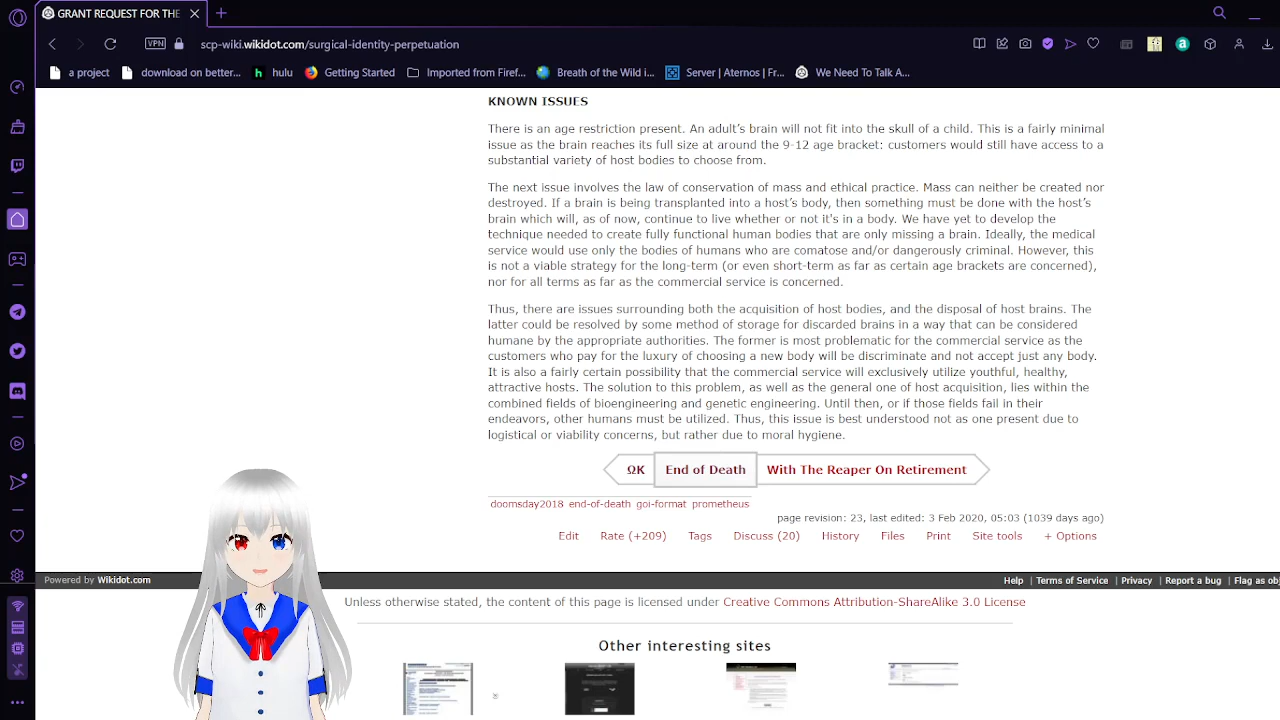 GRANT REQUEST FOR THE
VPN
scp-wiki.wikidot.com/surgical-identity-perpetuation
a project
download on better...
h
hulu
Getting Started
Imported from Firef...
Breath of the Wild i...
Server | Aternos | Fr...
We Need To Talk A...
KNOWN ISSUES
There is an age restriction present. An adult's brain will not fit into the skull of a child. This is a fairly minimal
issue as the brain reaches its full size at around the 9-12 age bracket: customers would still have access to a
substantial variety of host bodies to choose from.
The next issue involves the law of conservation of mass and ethical practice. Mass can neither be created nor
destroyed. If a brain is being transplanted into a host's body, then something must be done with the host's
brain which will, as of now, continue to live whether or not it's in a body. We have yet to develop the
technique needed to create fully functional human bodies that are only missing a brain. Ideally, the medical
service would use only the bodies of humans who are comatose and/or dangerously criminal. However, this
is not a viable strategy for the long-term (or even short-term as far as certain age brackets are concerned),
nor for all terms as far as the commercial service is concerned.
Thus, there are issues surrounding both the acquisition of host bodies, and the disposal of host brains. The
latter could be resolved by some method of storage for discarded brains in a way that can be considered
humane by the appropriate authorities. The former is most problematic for the commercial service as the
customers who pay for the luxury of choosing a new body will be discriminate and not accept just any body.
It is also a fairly certain possibility that the commercial service will exclusively utilize youthful, healthy,
attractive hosts. The solution to this problem, as well as the general one of host acquisition, lies within the
combined fields of bioengineering and genetic engineering. Until then, or if those fields fail in their
endeavors, other humans must be utilized. Thus, this issue is best understood not as one present due to
logistical or viability concerns, but rather due to moral hygiene.
ΩK
End of Death
With The Reaper On Retirement
doomsday2018 end-of-death goi-format prometheus
page revision: 23, last edited: 3 Feb 2020, 05:03 (1039 days ago)
Edit
Rate (+209)
Tags
Discuss (20)
History
Files
Print
Site tools
+ Options
Powered by Wikidot.com
Help | Terms of Service | Privacy | Report a bug | Flag as obj
Unless otherwise stated, the content of this page is licensed under Creative Commons Attribution-ShareAlike 3.0 License
Other interesting sites